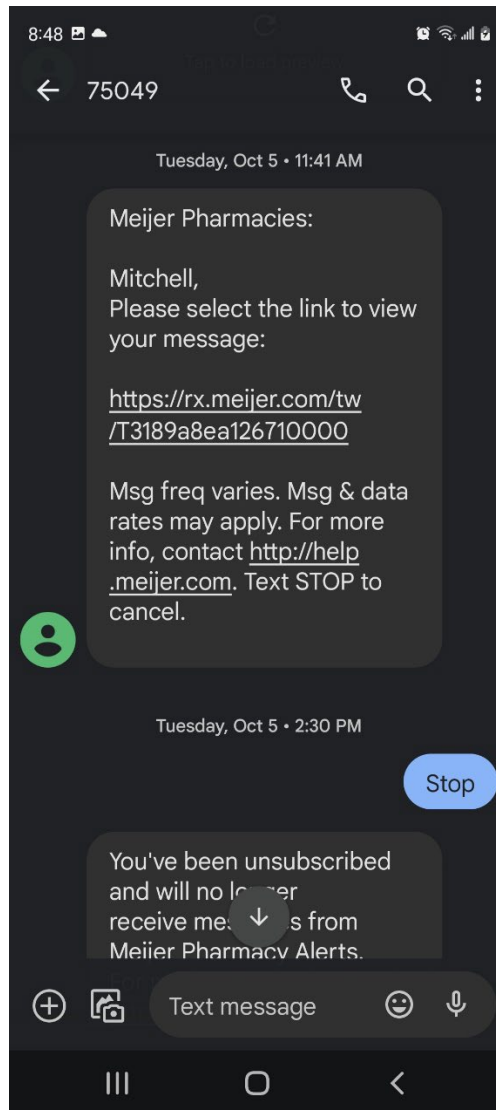 8:48
75049
Tuesday, Oct 5 • 11:41 AM
Meijer Pharmacies:
Mitchell,
Please select the link to view
your message:
https://rx.meijer.com/tw
/T3189a8ea126710000
Msg freq varies. Msg & data
rates may apply. For more
info, contact http://help
.meijer.com. Text STOP to
cancel.
Tuesday, Oct 5 • 2:30 PM
Stop
You've been unsubscribed
and will no longer
receive messages from
Meijer Pharmacy Alerts.
Text message